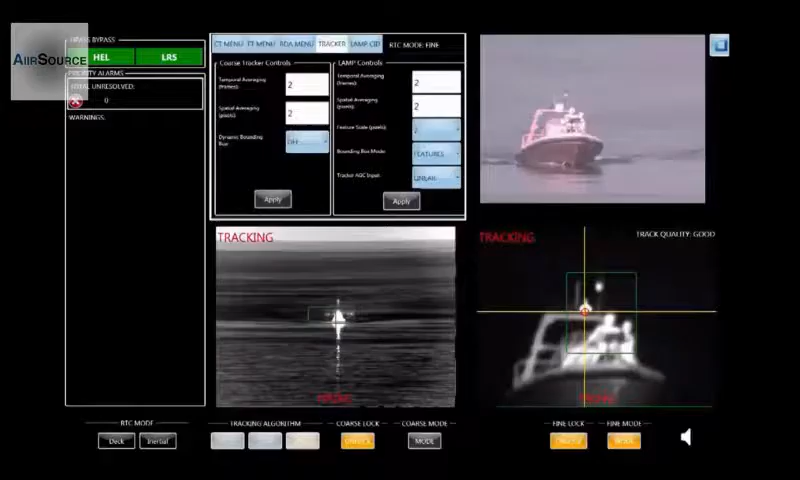 BYPASS
HEL
LRS
AiirSource
PRIORITY ALARMS
TOTAL UNRESOLVED:
0
WARNINGS:
CT MENU
FT MENU
TRACKER
LAMP CID
RTC MODE: FINE
Coarse Tracker Controls
Temporal Averaging
(frames)
2
Spatial Averaging
(pixels)
2
Dynamic Bounding
Box
OFF
Apply
LAMP Controls
Temporal Averaging
(frames)
2
Spatial Averaging
(pixels)
2
Feature Scale (pixels)
2
Bounding Box Mode
FEATURES
Tracker AGC Input
LINEAR
Apply
TRACKING
TRACKING
TRACK QUALITY: GOOD
RTC MODE
Deck
Inertial
TRACKING ALGORITHM
COARSE LOCK
UNLOCK
COARSE MODE
MODE
FINE LOCK
FINE MODE
MODE